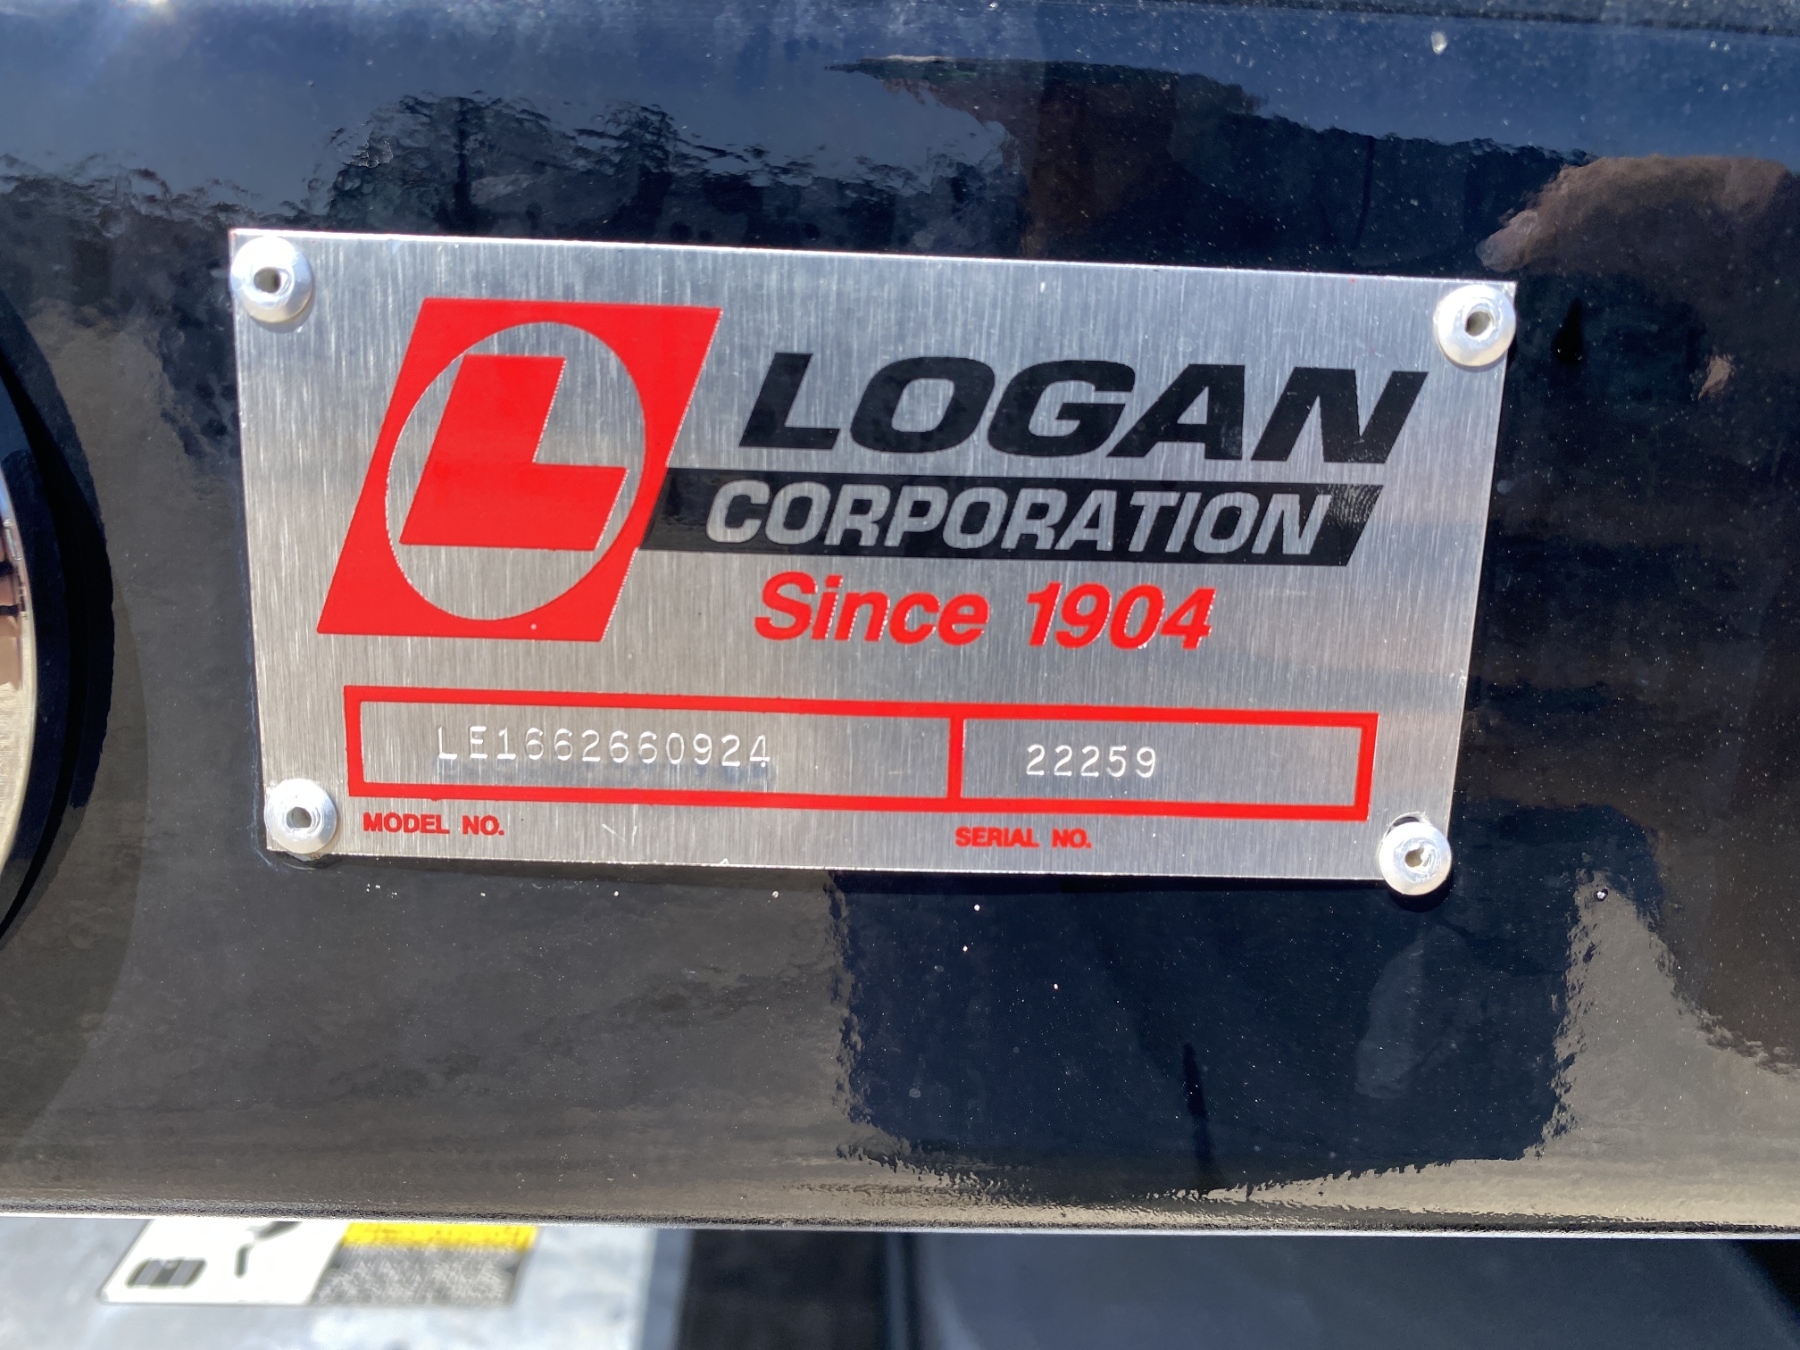 L
LOGAN
CORPORATION
Since 1904
LE1662660924
22259
MODEL NO.
SERIAL NO.